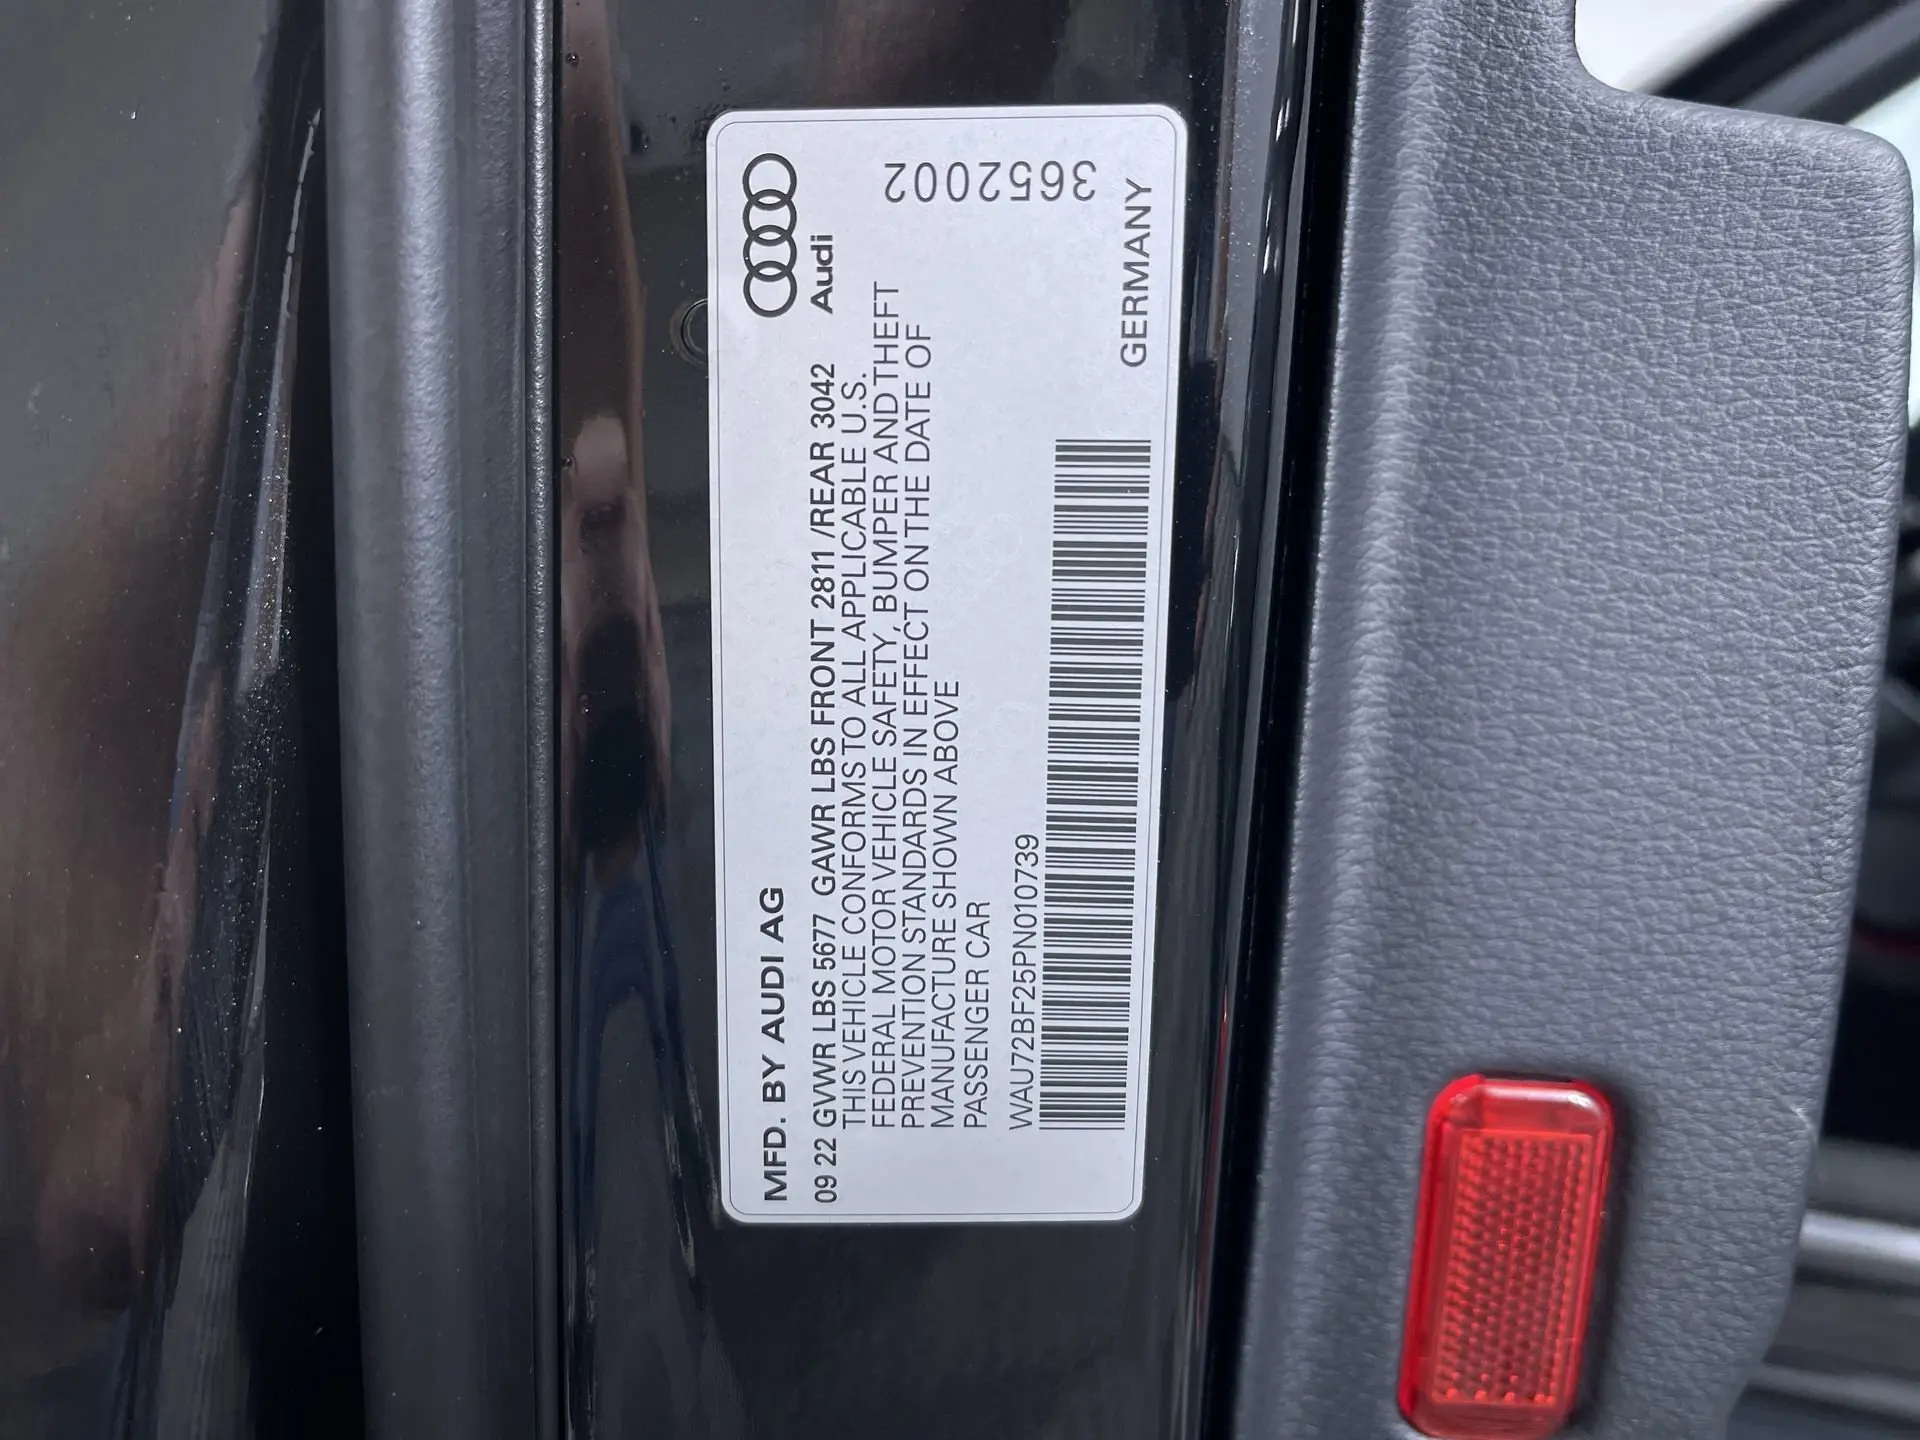 MFD. BY AUDI AG
Audi
09 22 GVWR LBS 5677 GAWR LBS FRONT 2811 /REAR 3042
THIS VEHICLE CONFORMS TO ALL APPLICABLE U.S.
FEDERAL MOTOR VEHICLE SAFETY, BUMPER AND THEFT
PREVENTION STANDARDS IN EFFECT ON THE DATE OF
MANUFACTURE SHOWN ABOVE
PASSENGER CAR
WAU72BF25PN010739
GERMANY
3652002